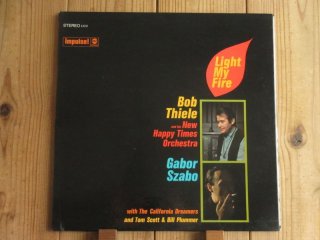 STEREO
impulse!
abc
Light
My
Fire
Bob
Thiele
and his New
Happy Times
Orchestra
Gabor
Szabo
with The California Dreamers
and Tom Scott & Bill Plummer